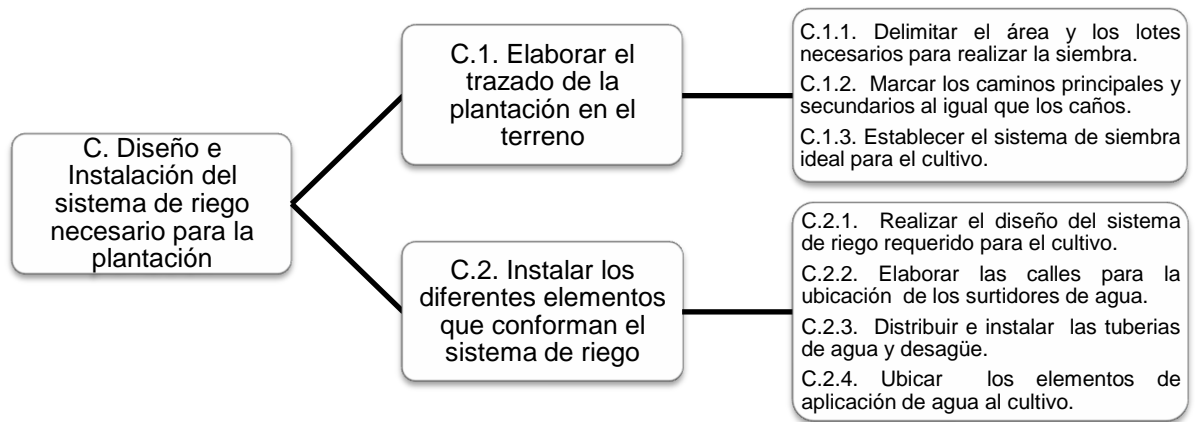 C. Diseño e
Instalación del
sistema de riego
necesario para la
plantación
C.1. Elaborar el
trazado de la
plantación en el
terreno
C.1.1. Delimitar el área y los lotes
necesarios para realizar la siembra.
C.1.2. Marcar los caminos principales y
secundarios al igual que los caños.
C.1.3. Establecer el sistema de siembra
ideal para el cultivo.
C.2. Instalar los
diferentes elementos
que conforman el
sistema de riego
C.2.1. Realizar el diseño del sistema
de riego requerido para el cultivo.
C.2.2. Elaborar las calles para la
ubicación de los surtidores de agua.
C.2.3. Distribuir e instalar las tuberias
de agua y desagüe.
C.2.4. Ubicar los elementos de
aplicación de agua al cultivo.